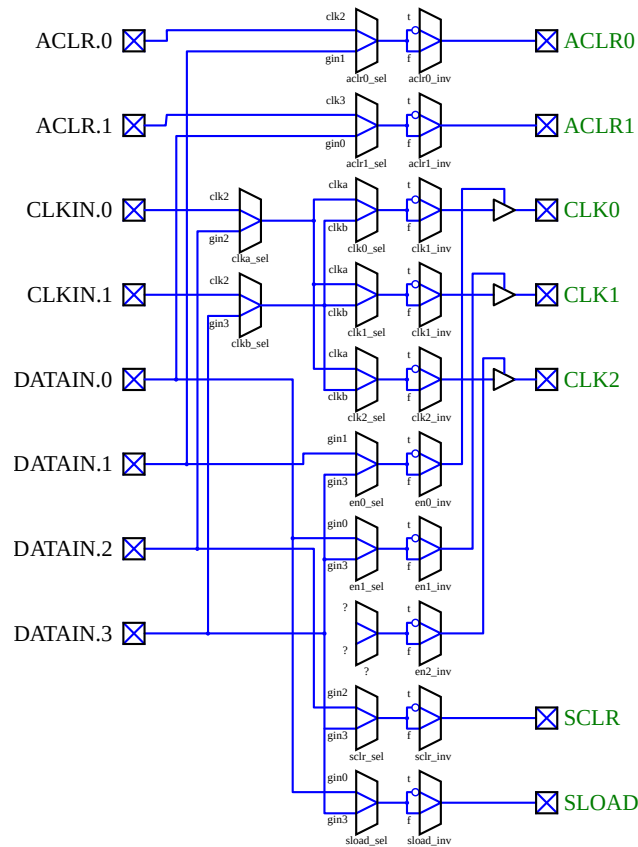 clk2
ACLR.0
t
ACLR0
gin1
f
aclr0_sel
aclr0_inv
clk3
ACLR.1
t
ACLR1
gin0
f
aclr1_sel
aclr1_inv
clk2
clka
t
CLKIN.0
CLK0
gin2
clkb
f
clka_sel
clk0_sel
clk1_inv
clk2
clka
t
CLKIN.1
CLK1
gin3
clkb
f
clkb_sel
clk1_sel
clk1_inv
clka
t
DATAIN.0
CLK2
clkb
f
clk2_sel
clk2_inv
gin1
t
DATAIN.1
gin3
f
en0_sel
en0_inv
gin0
t
DATAIN.2
gin3
f
en1_sel
en1_inv
?
t
DATAIN.3
?
f
?
en2_inv
gin2
t
SCLR
gin3
f
sclr_sel
sclr_inv
gin0
t
SLOAD
gin3
f
sload_sel
sload_inv